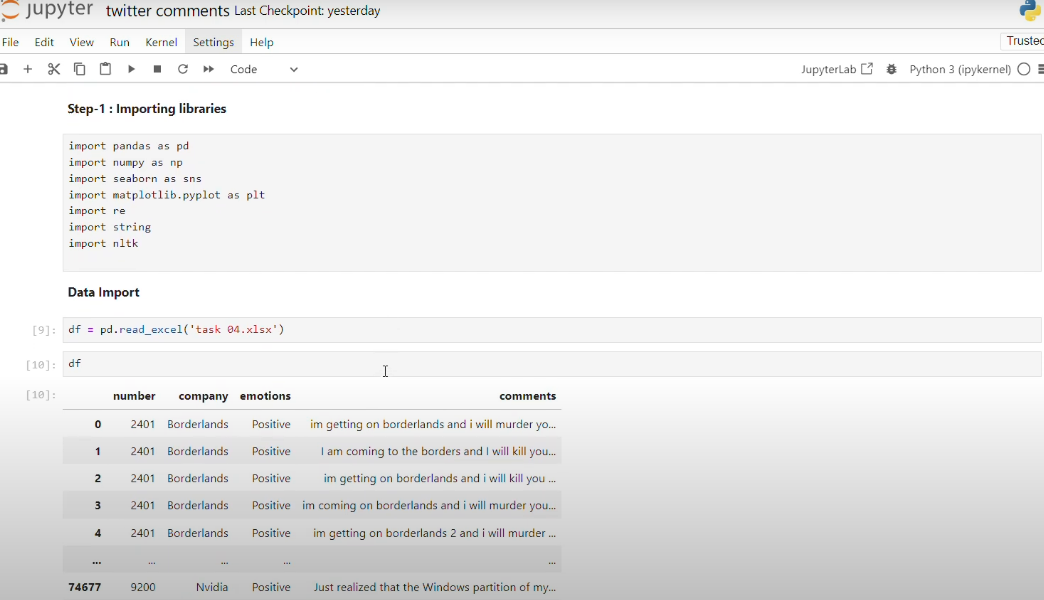 jupyter twitter comments Last Checkpoint: yesterday
File Edit View Run Kernel Settings Help Trusted
Code JupyterLab Python 3 (ipykernel)
Step-1 : Importing libraries
import pandas as pd
import numpy as np
import seaborn as sns
import matplotlib.pyplot as plt
import re
import string
import nltk
Data Import
[9]: df = pd.read_excel('task 04.xlsx')
[10]: df
[10]:
number company emotions comments
0 2401 Borderlands Positive im getting on borderlands and i will murder yo...
1 2401 Borderlands Positive I am coming to the borders and I will kill you...
2 2401 Borderlands Positive im getting on borderlands and i will kill you ...
3 2401 Borderlands Positive im coming on borderlands and i will murder you...
4 2401 Borderlands Positive im getting on borderlands 2 and i will murder ...
... ... ... ... ...
74677 9200 Nvidia Positive Just realized that the Windows partition of my...